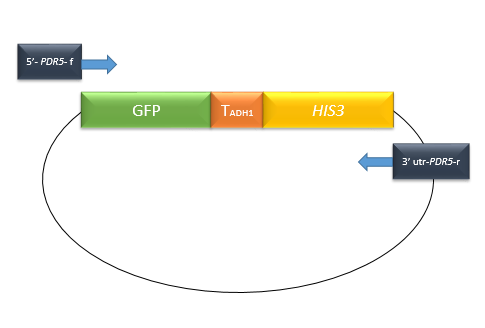 5’- PDR5- f
GFP
TADH1
HIS3
3’ utr-PDR5-r